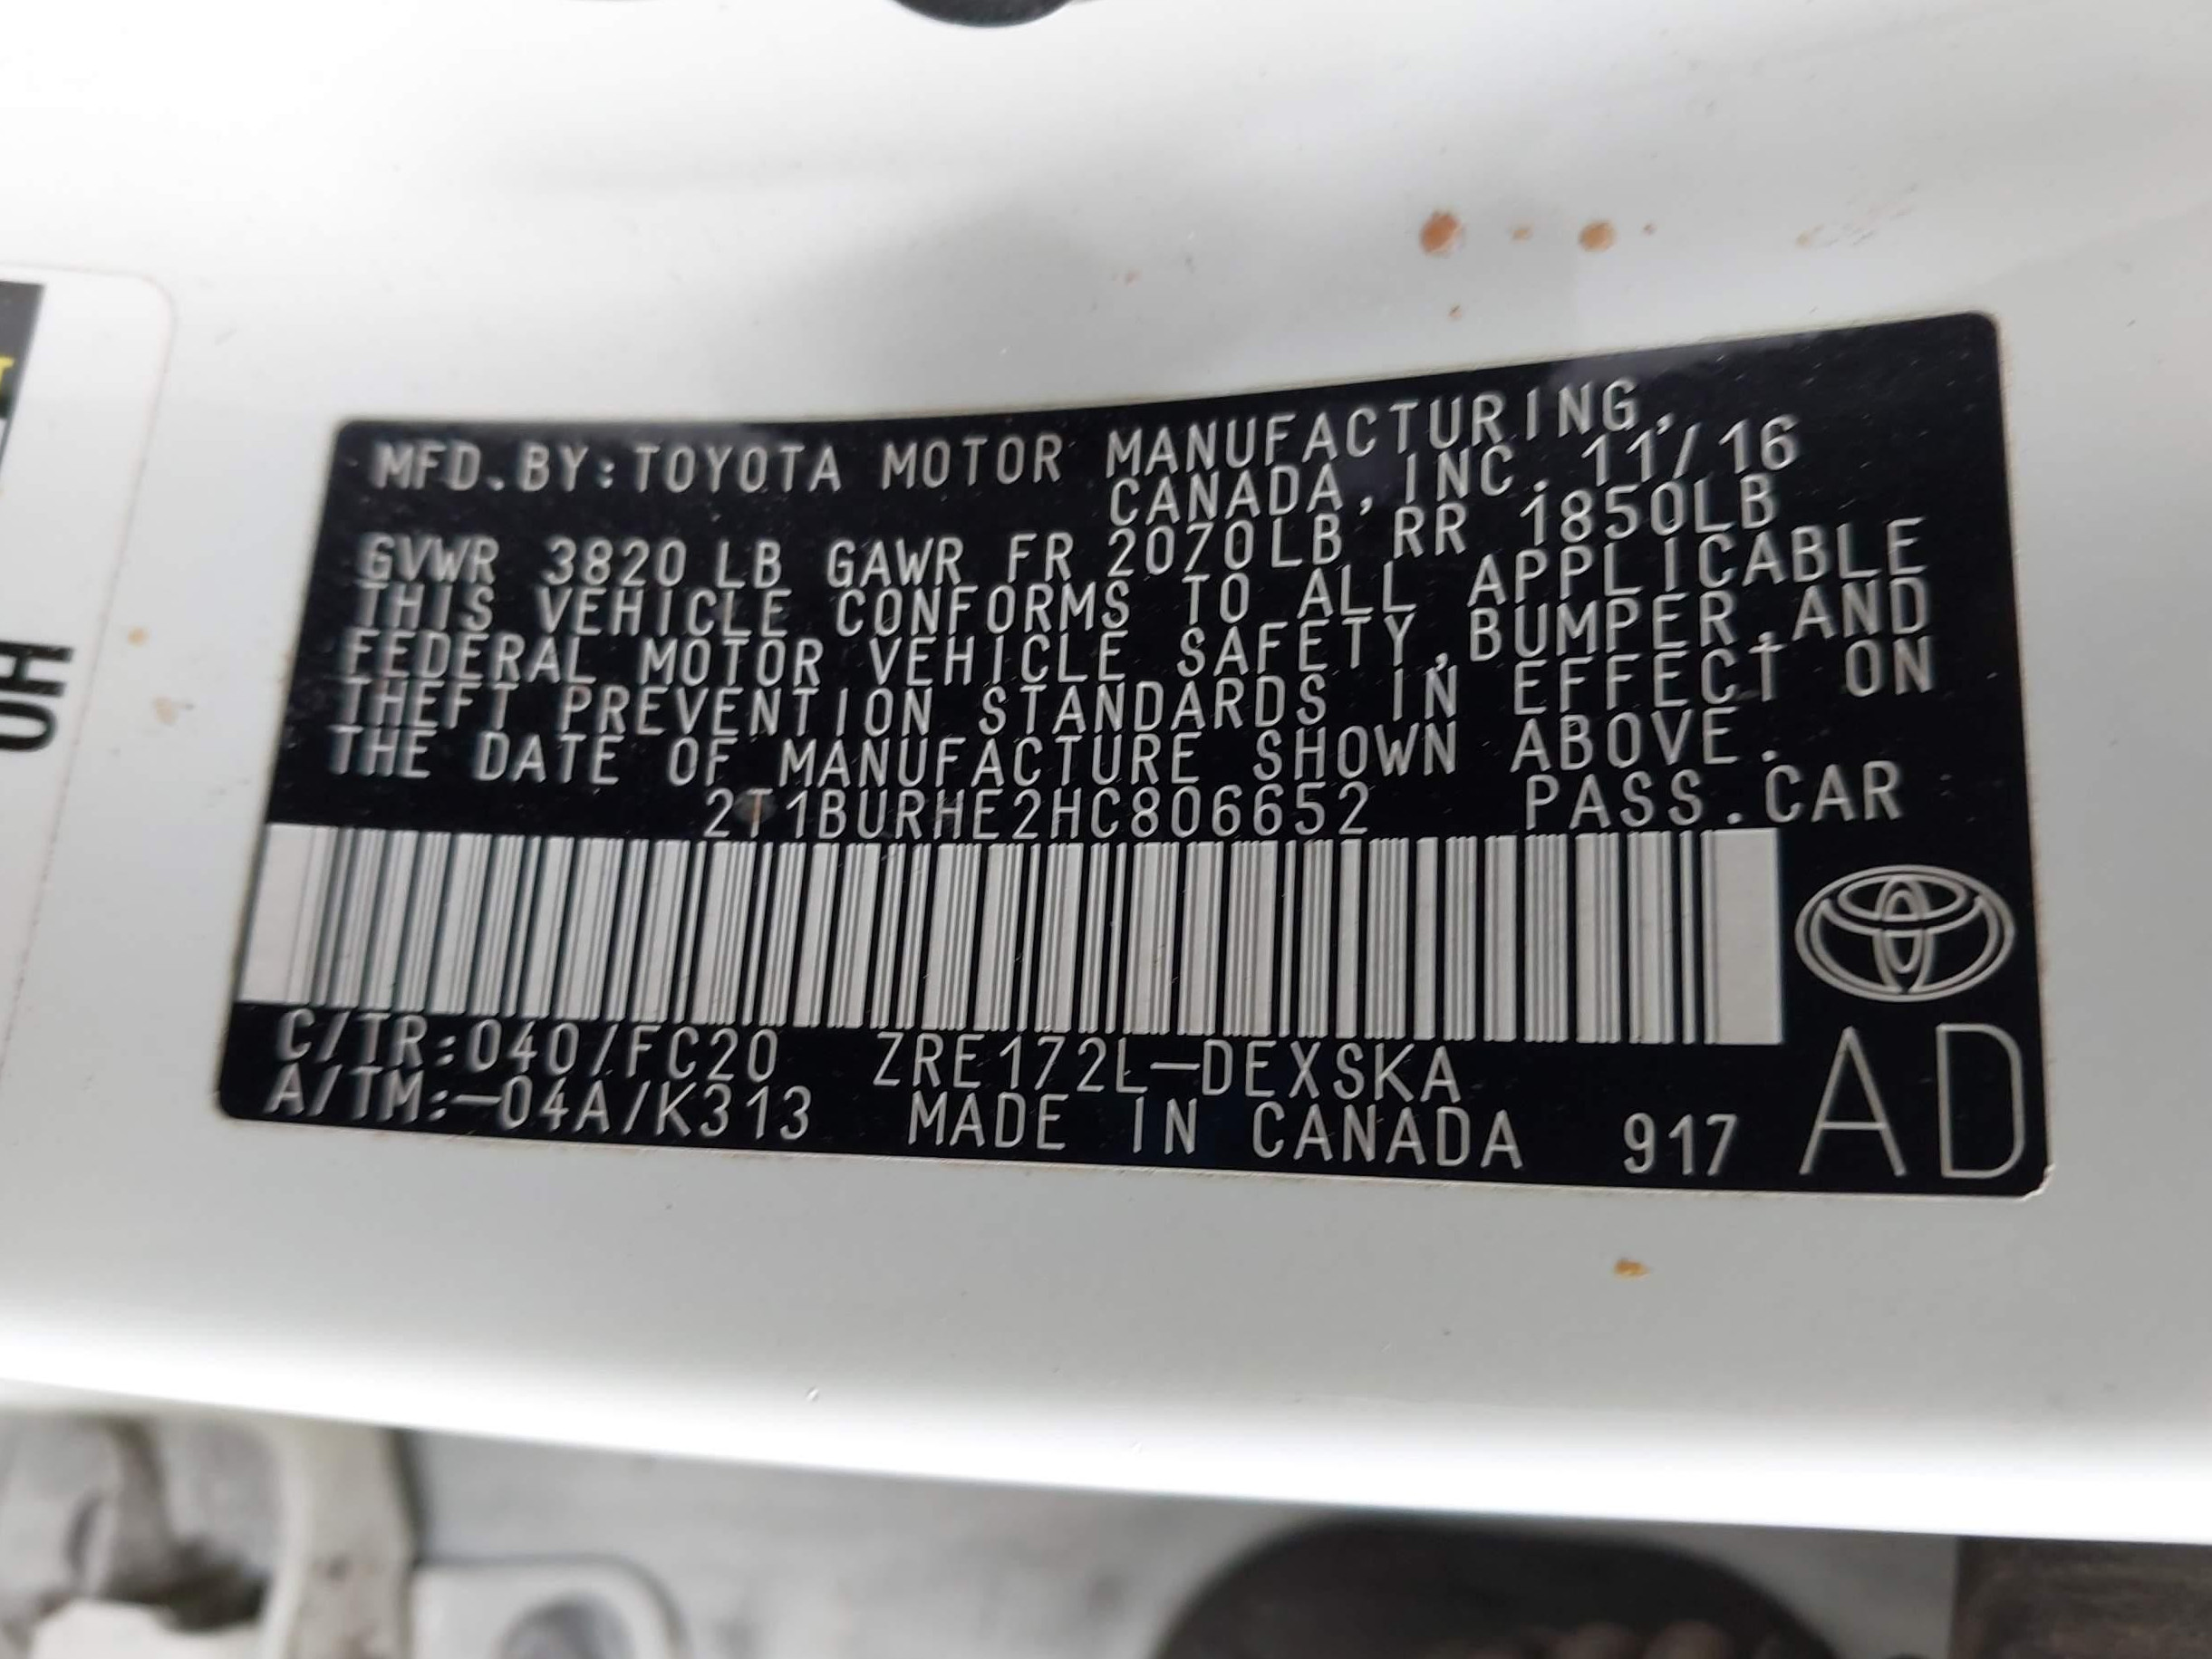 MFD.BY:TOYOTA MOTOR MANUFACTURING,
CANADA,INC. 11/16
GVWR 3820 LB GAWR FR 2070LB RR 1850LB
THIS VEHICLE CONFORMS TO ALL APPLICABLE
FEDERAL MOTOR VEHICLE SAFETY,BUMPER,AND
THEFT PREVENTION STANDARDS IN EFFECT ON
THE DATE OF MANUFACTURE SHOWN ABOVE.
2T1BURHE2HC806652 PASS.CAR
C/TR:040/FC20 ZRE172L-DEXSKA
A/TM:-04A/K313 MADE IN CANADA 917 AD